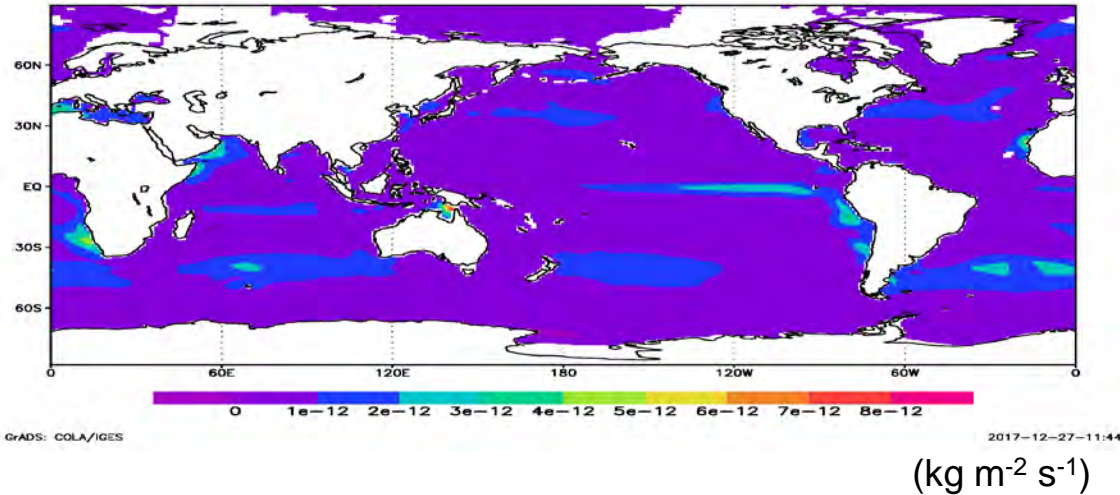 60N
30N
EQ
30S
60S
0 60E 120E 180 120W 60W 0
0 1e-12 2e-12 3e-12 4e-12 5e-12 6e-12 7e-12 8e-12
GrADS: COLA/IGES 2017-12-27-11:44
(kg m⁻² s⁻¹)